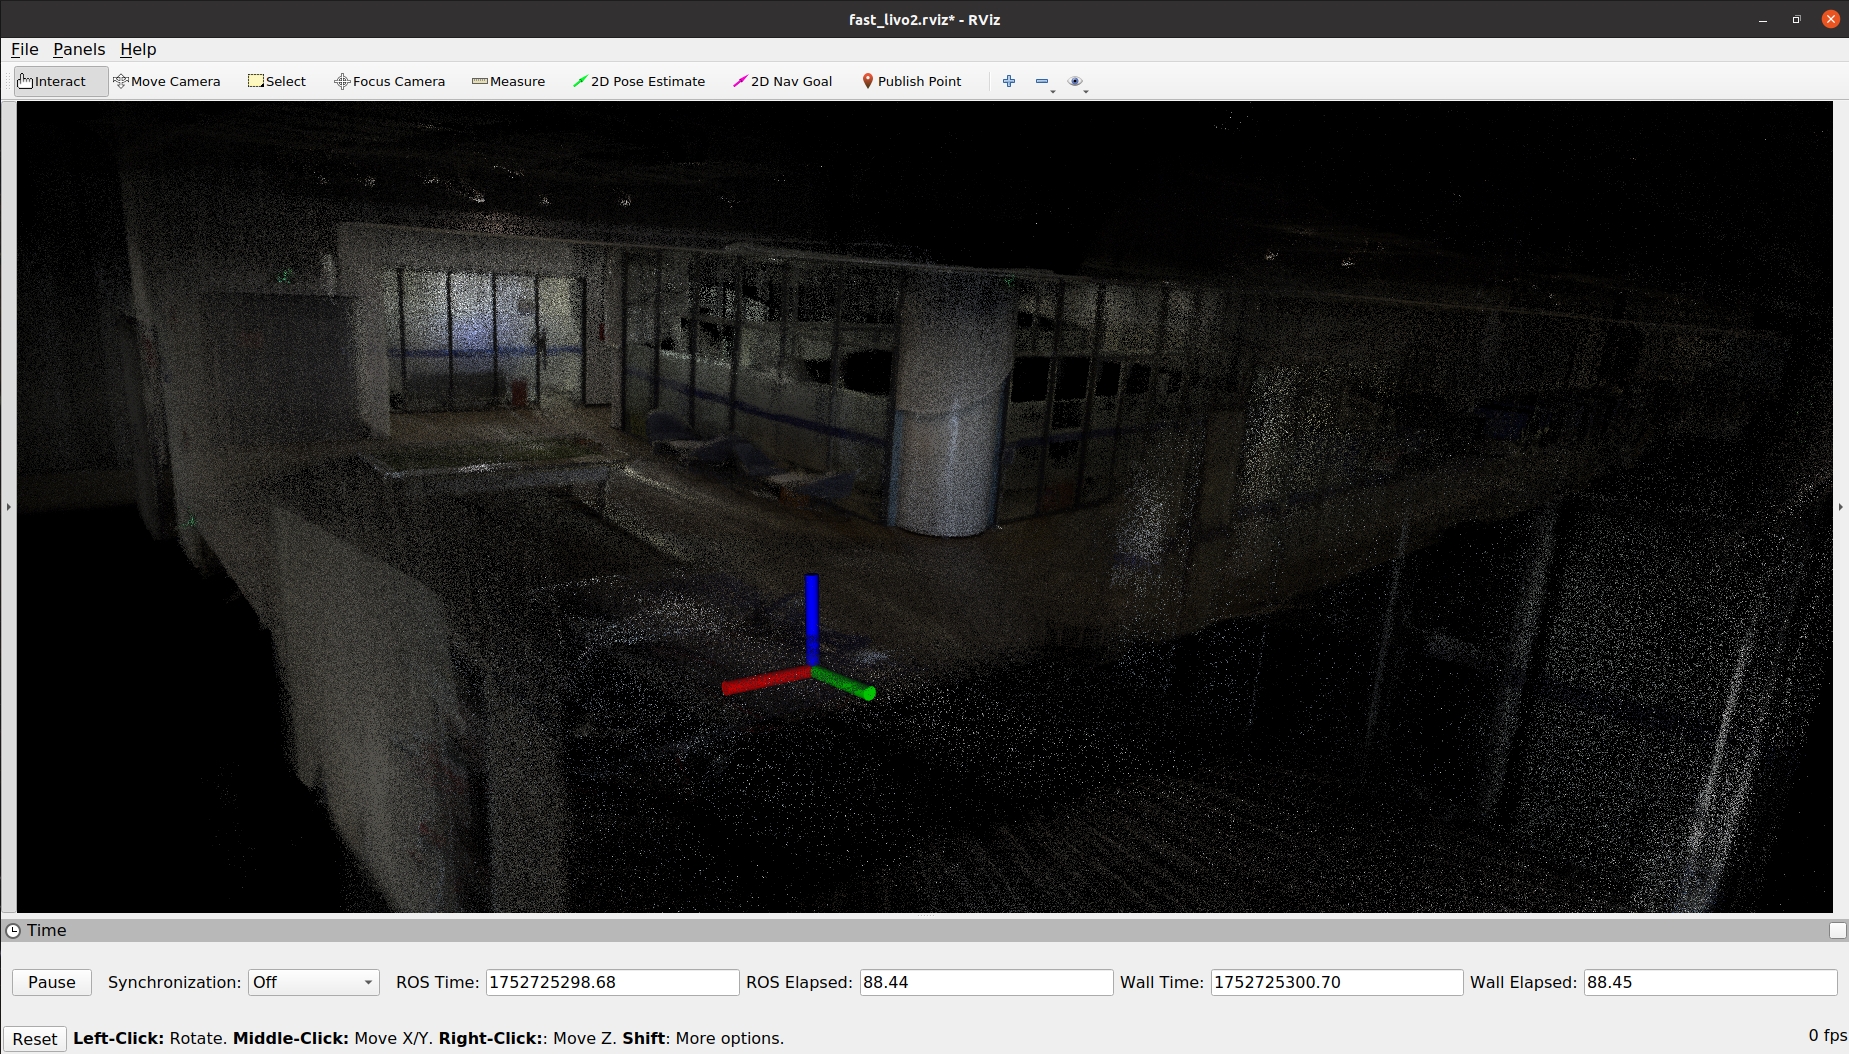 fast_livo2.rviz* - RViz
File Panels Help
Interact Move Camera Select Focus Camera Measure 2D Pose Estimate 2D Nav Goal Publish Point
Time
Pause Synchronization: Off ROS Time: 1752725298.68 ROS Elapsed: 88.44 Wall Time: 1752725300.70 Wall Elapsed: 88.45
Reset Left-Click: Rotate. Middle-Click: Move X/Y. Right-Click:: Move Z. Shift: More options. 0 fps